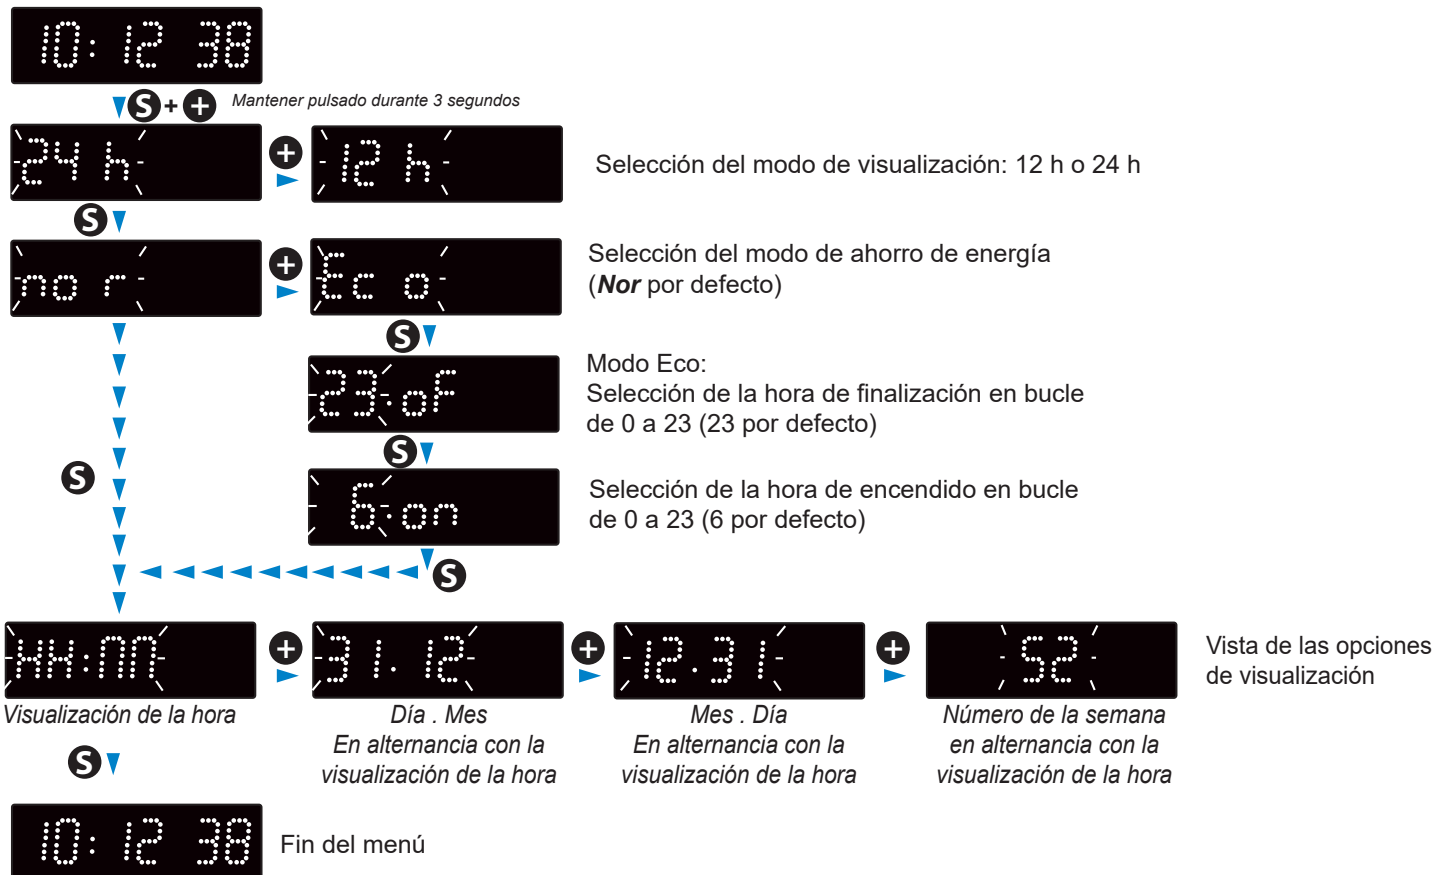 10: 12 38
S + +
Mantener pulsado durante 3 segundos
24 h
+
12 h
Selección del modo de visualización: 12 h o 24 h
S
nor
+
Eco
Selección del modo de ahorro de energía
(Nor por defecto)
S
23:oF
Modo Eco:
Selección de la hora de finalización en bucle
de 0 a 23 (23 por defecto)
S
S
6:on
Selección de la hora de encendido en bucle
de 0 a 23 (6 por defecto)
S
HH:MM
+
31.12
+
12.31
+
52
Vista de las opciones
de visualización
Visualización de la hora
Día . Mes
En alternancia con la
visualización de la hora
Mes . Día
En alternancia con la
visualización de la hora
Número de la semana
en alternancia con la
visualización de la hora
S
10: 12 38
Fin del menú